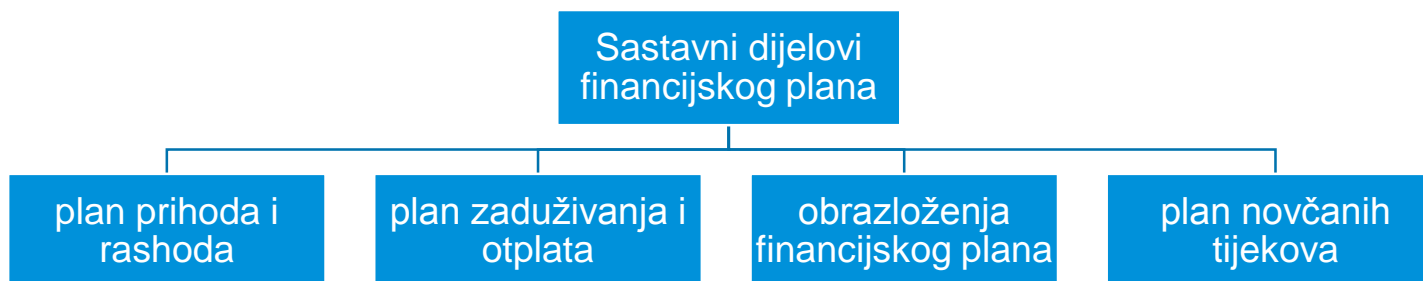 Sastavni dijelovi
financijskog plana
plan prihoda i
rashoda
plan zaduživanja i
otplata
obrazloženja
financijskog plana
plan novčanih
tijekova